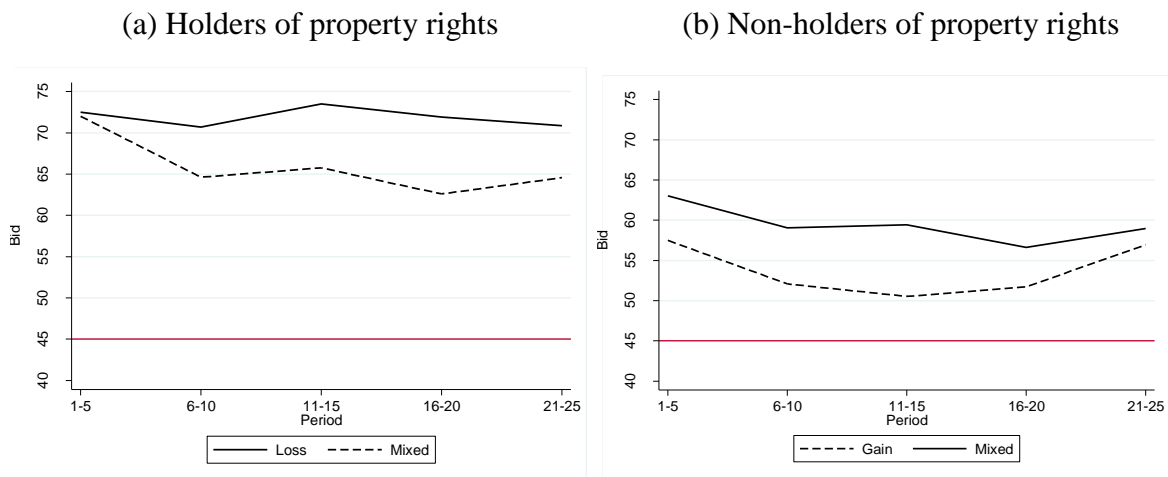 (a) Holders of property rights
75
70
65
60
55
50
45
40
Bid
1-5 6-10 11-15 16-20 21-25
Period
Loss Mixed
(b) Non-holders of property rights
75
70
65
60
55
50
45
40
Bid
1-5 6-10 11-15 16-20 21-25
Period
Gain Mixed